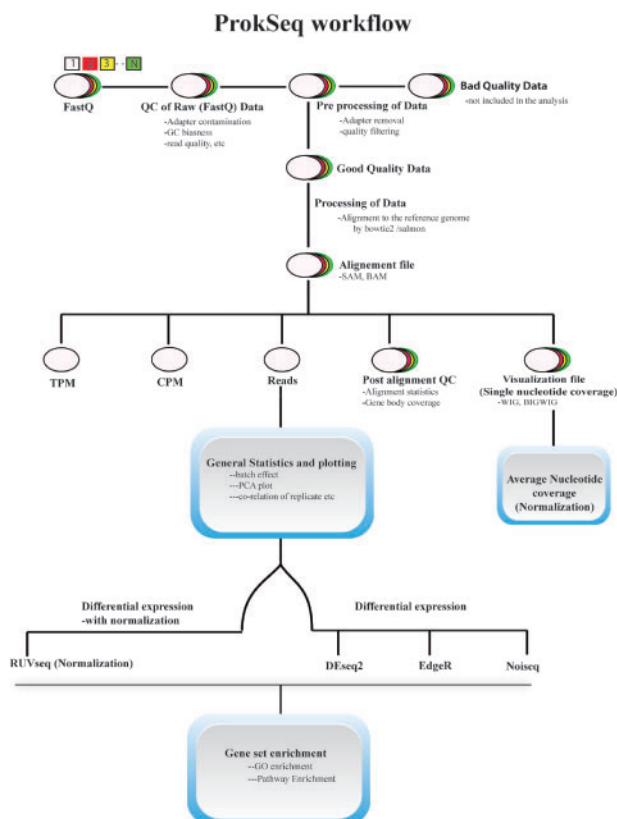 ProkSeq workflow
1 3 - - N
FastQ
QC of Raw (FastQ) Data
-Adapter contamination
-GC biasness
-read quality, etc
Pre processing of Data
-Adapter removal
-quality filtering
Bad Quality Data
-not included in the analysis
Good Quality Data
Processing of Data
-Alignment to the reference genome
by bowtie2 /salmon
Alignement file
-SAM, BAM
TPM
CPM
Reads
Post alignment QC
-Alignment statistics
-Gene body coverage
Visualization file
(Single nucleotide coverage)
-WIG, BIGWIG
General Statistics and plotting
--batch effect
---PCA plot
---co-relation of replicate etc
Average Nucleotide
coverage
(Normalization)
Differential expression
-with normalization
Differential expression
RUVseq (Normalization)
DEseq2
EdgeR
Noiseq
Gene set enrichment
--GO enrichment
---Pathway Enrichment